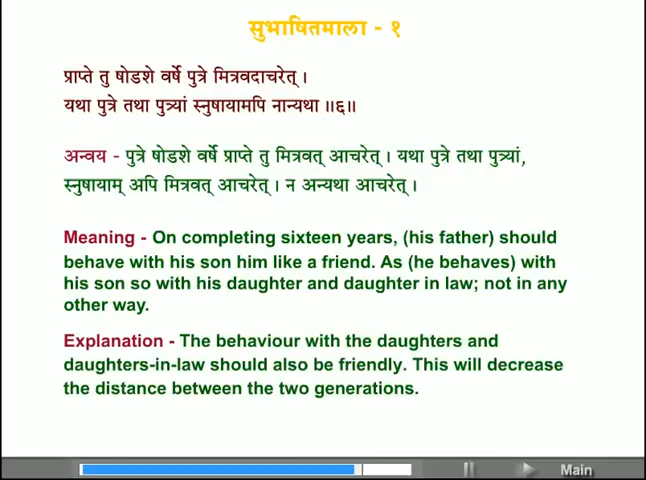 सुभाषितमाला - १
प्राप्ते तु षोडशे वर्षे पुत्रे मित्रवदाचरेत् ।
यथा पुत्रे तथा पुत्र्यां स्नुषायामपि नान्यथा ॥६॥
अन्वय - पुत्रे षोडशे वर्षे प्राप्ते तु मित्रवत् आचरेत् । यथा पुत्रे तथा पुत्र्यां,
स्नुषायाम् अपि मित्रवत् आचरेत् । न अन्यथा आचरेत् ।
Meaning - On completing sixteen years, (his father) should
behave with his son him like a friend. As (he behaves) with
his son so with his daughter and daughter in law; not in any
other way.
Explanation - The behaviour with the daughters and
daughters-in-law should also be friendly. This will decrease
the distance between the two generations.
Main